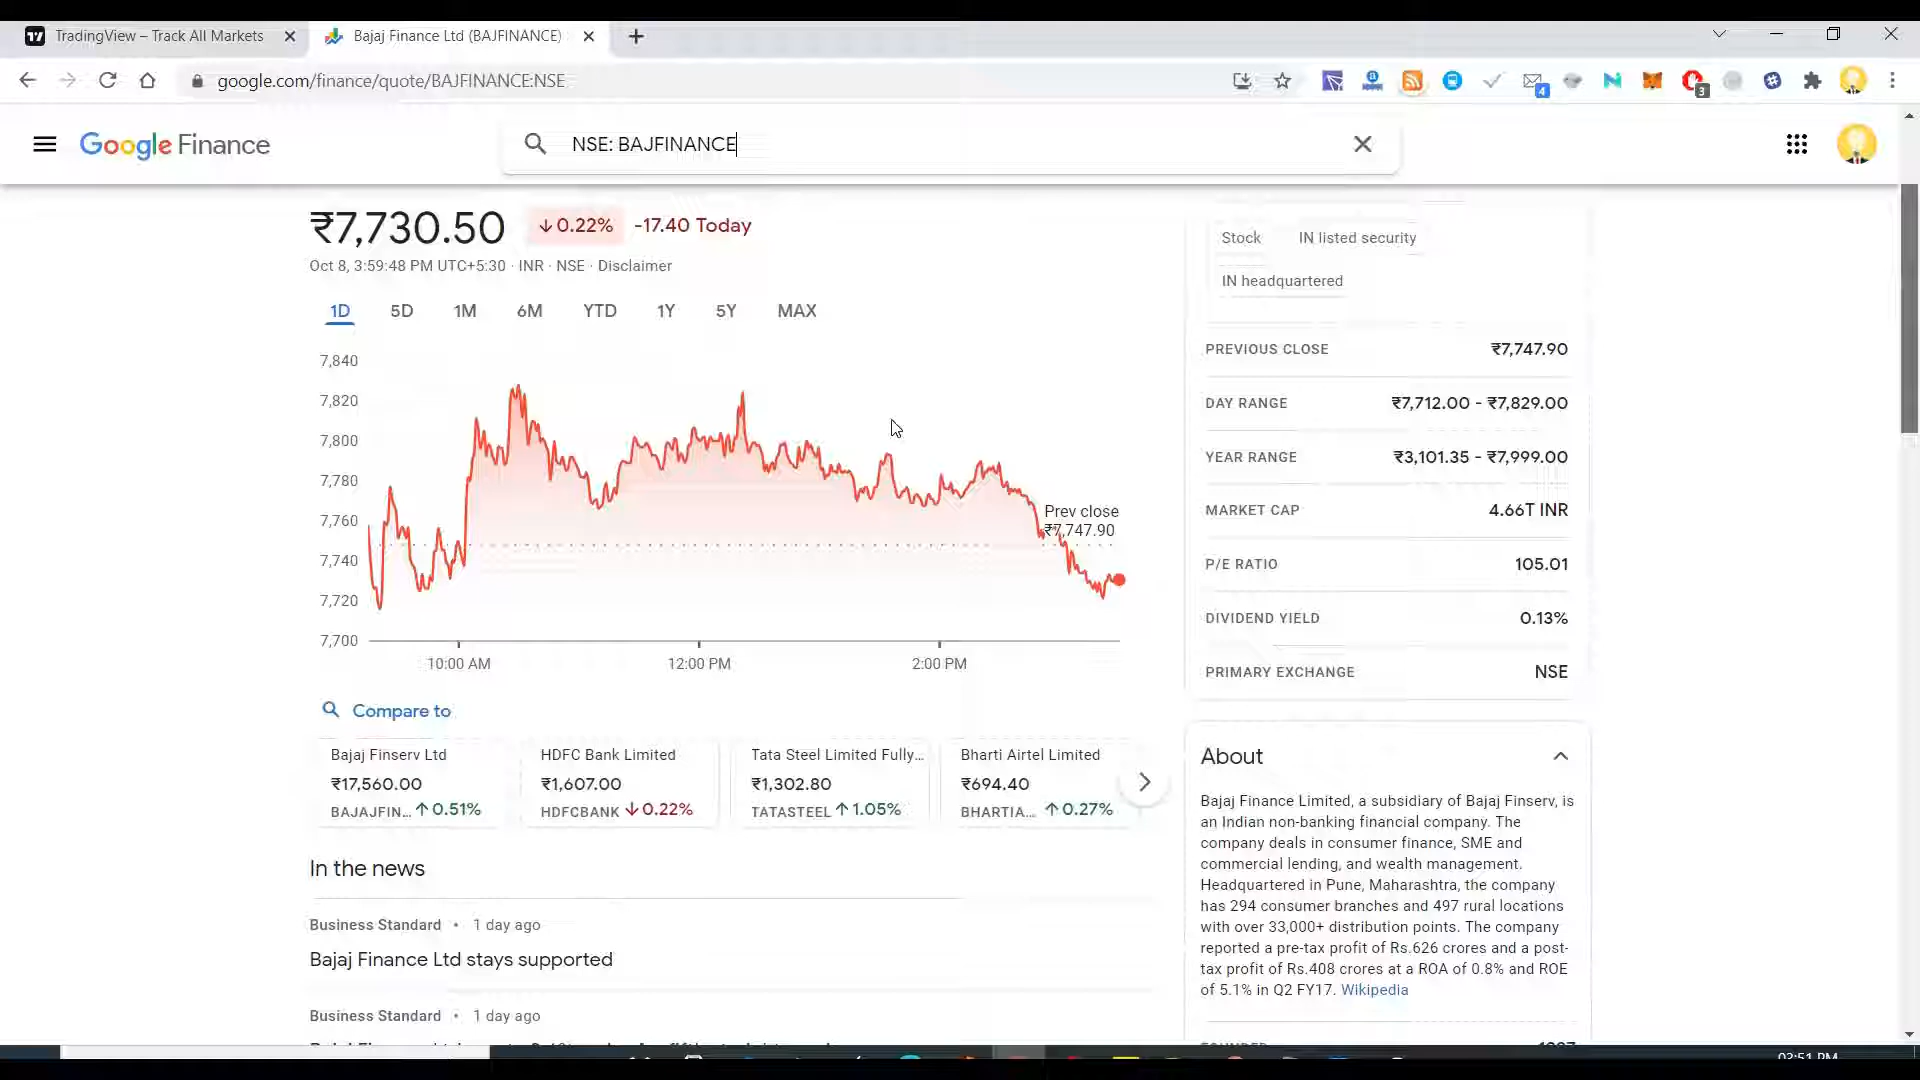 TradingView – Track All Markets
Bajaj Finance Ltd (BAJFINANCE)
google.com/finance/quote/BAJFINANCE:NSE
4
3
Google Finance
NSE: BAJFINANCE
₹7,730.50
↓0.22%
-17.40 Today
Oct 8, 3:59:48 PM UTC+5:30 · INR · NSE · Disclaimer
1D 5D 1M 6M YTD 1Y 5Y MAX
7,840
7,820
7,800
7,780
7,760
7,740
7,720
7,700
Prev close
₹7,747.90
10:00 AM 12:00 PM 2:00 PM
Compare to
Bajaj Finserv Ltd
₹17,560.00
BAJAJFIN... ↑0.51%
HDFC Bank Limited
₹1,607.00
HDFCBANK ↓0.22%
Tata Steel Limited Fully...
₹1,302.80
TATASTEEL ↑1.05%
Bharti Airtel Limited
₹694.40
BHARTIA... ↑0.27%
In the news
Business Standard • 1 day ago
Bajaj Finance Ltd stays supported
Business Standard • 1 day ago
Stock
IN listed security
IN headquartered
PREVIOUS CLOSE ₹7,747.90
DAY RANGE ₹7,712.00 - ₹7,829.00
YEAR RANGE ₹3,101.35 - ₹7,999.00
MARKET CAP 4.66T INR
P/E RATIO 105.01
DIVIDEND YIELD 0.13%
PRIMARY EXCHANGE NSE
About
Bajaj Finance Limited, a subsidiary of Bajaj Finserv, is
an Indian non-banking financial company. The
company deals in consumer finance, SME and
commercial lending, and wealth management.
Headquartered in Pune, Maharashtra, the company
has 294 consumer branches and 497 rural locations
with over 33,000+ distribution points. The company
reported a pre-tax profit of Rs.626 crores and a post-
tax profit of Rs.408 crores at a ROA of 0.8% and ROE
of 5.1% in Q2 FY17. Wikipedia
03:51 PM